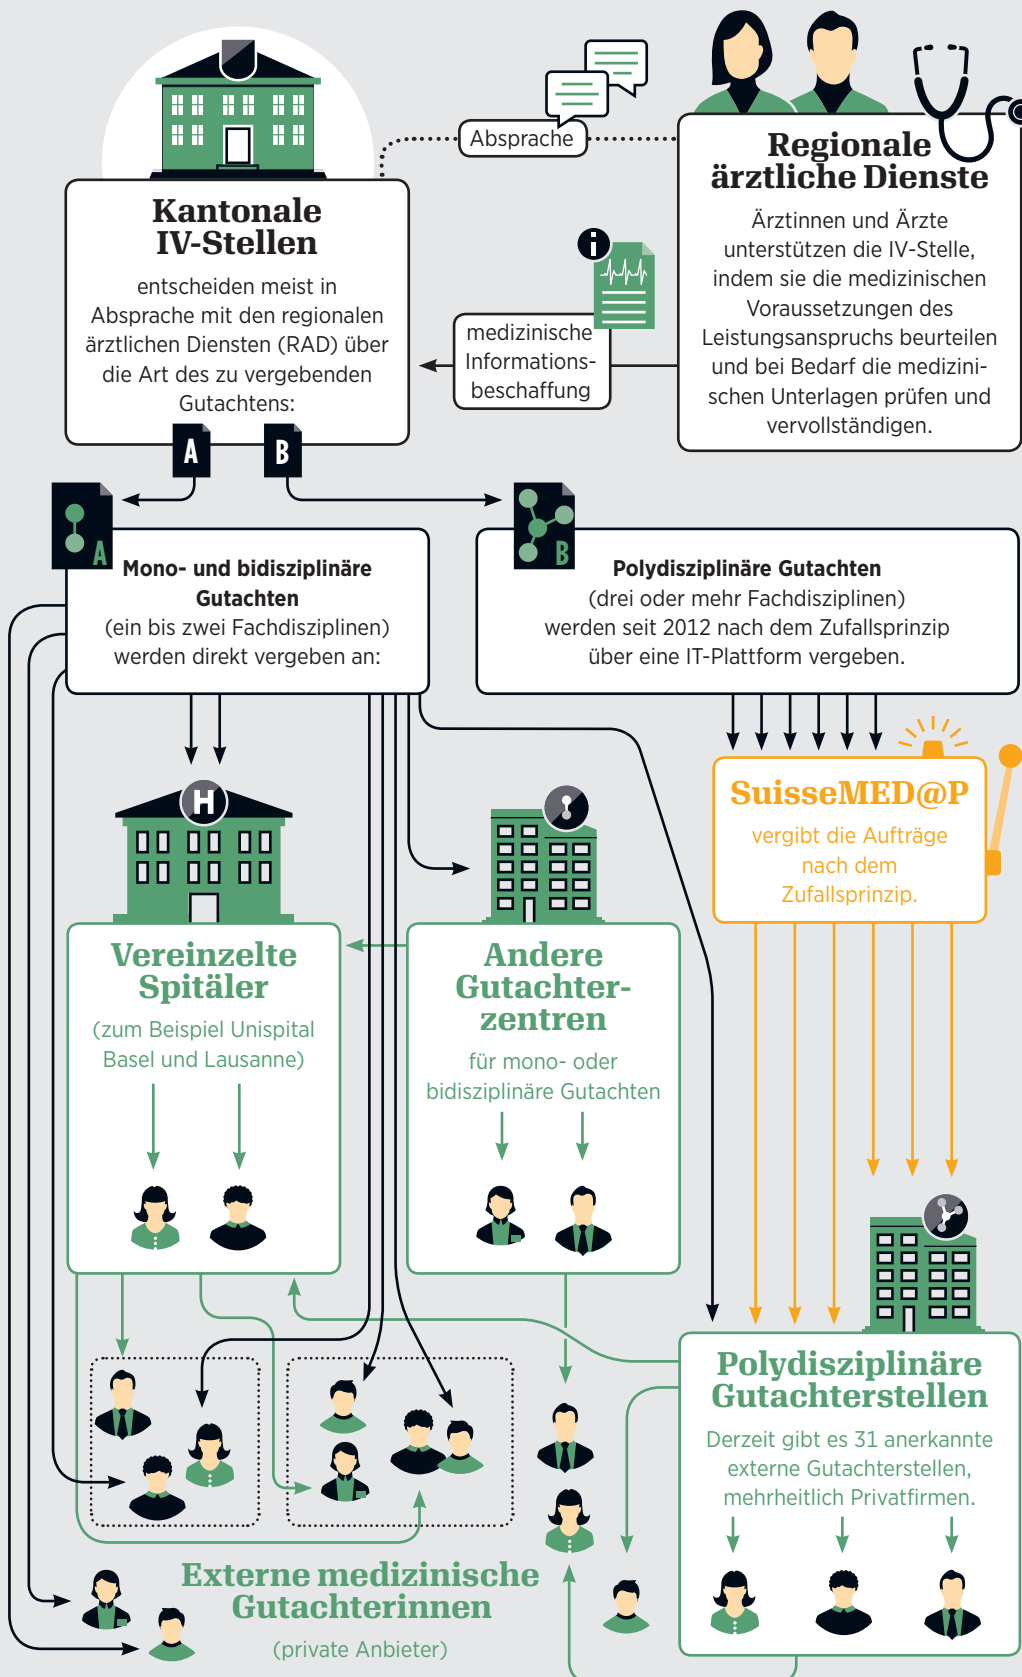 Absprache
Regionale
ärztliche Dienste
Ärztinnen und Ärzte
unterstützen die IV-Stelle,
indem sie die medizinischen
Voraussetzungen des
Leistungsanspruchs beurteilen
und bei Bedarf die medizini-
schen Unterlagen prüfen und
vervollständigen.
Kantonale
IV-Stellen
entscheiden meist in
Absprache mit den regionalen
ärztlichen Diensten (RAD) über
die Art des zu vergebenden
Gutachtens:
i
medizinische
Informations-
beschaffung
A
B
A
Mono- und bidisziplinäre
Gutachten
(ein bis zwei Fachdisziplinen)
werden direkt vergeben an:
B
Polydisziplinäre Gutachten
(drei oder mehr Fachdisziplinen)
werden seit 2012 nach dem Zufallsprinzip
über eine IT-Plattform vergeben.
SuisseMED@P
vergibt die Aufträge
nach dem
Zufallsprinzip.
H
Vereinzelte
Spitäler
(zum Beispiel Unispital
Basel und Lausanne)
Andere
Gutachter-
zentren
für mono- oder
bidisziplinäre Gutachten
Polydisziplinäre
Gutachterstellen
Derzeit gibt es 31 anerkannte
externe Gutachterstellen,
mehrheitlich Privatfirmen.
Externe medizinische
Gutachterinnen
(private Anbieter)